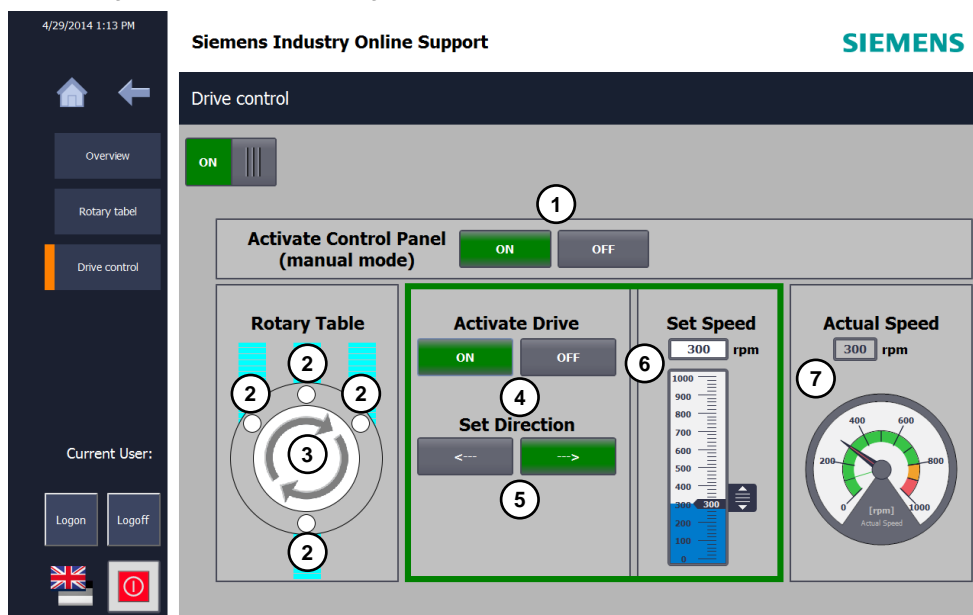 4/29/2014 1:13 PM
Siemens Industry Online Support
SIEMENS
Drive control
Overview
Rotary tabel
Drive control
Current User:
Logon
Logoff
ON
1
Activate Control Panel
(manual mode)
ON
OFF
Rotary Table
2
2
2
3
2
Activate Drive
ON
OFF
4
Set Direction
<---
--->
5
Set Speed
300 rpm
6
1000
900
800
700
600
500
400
300
300
200
100
0
Actual Speed
300 rpm
7
0
200
400
600
800
1000
[rpm]
Actual Speed